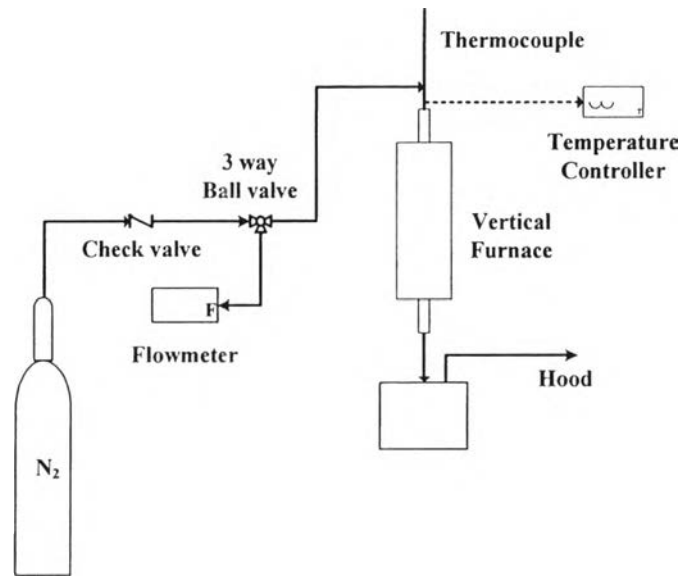 Thermocouple
T
Temperature
Controller
3 way
Ball valve
Vertical
Furnace
Check valve
F
Flowmeter
Hood
N₂